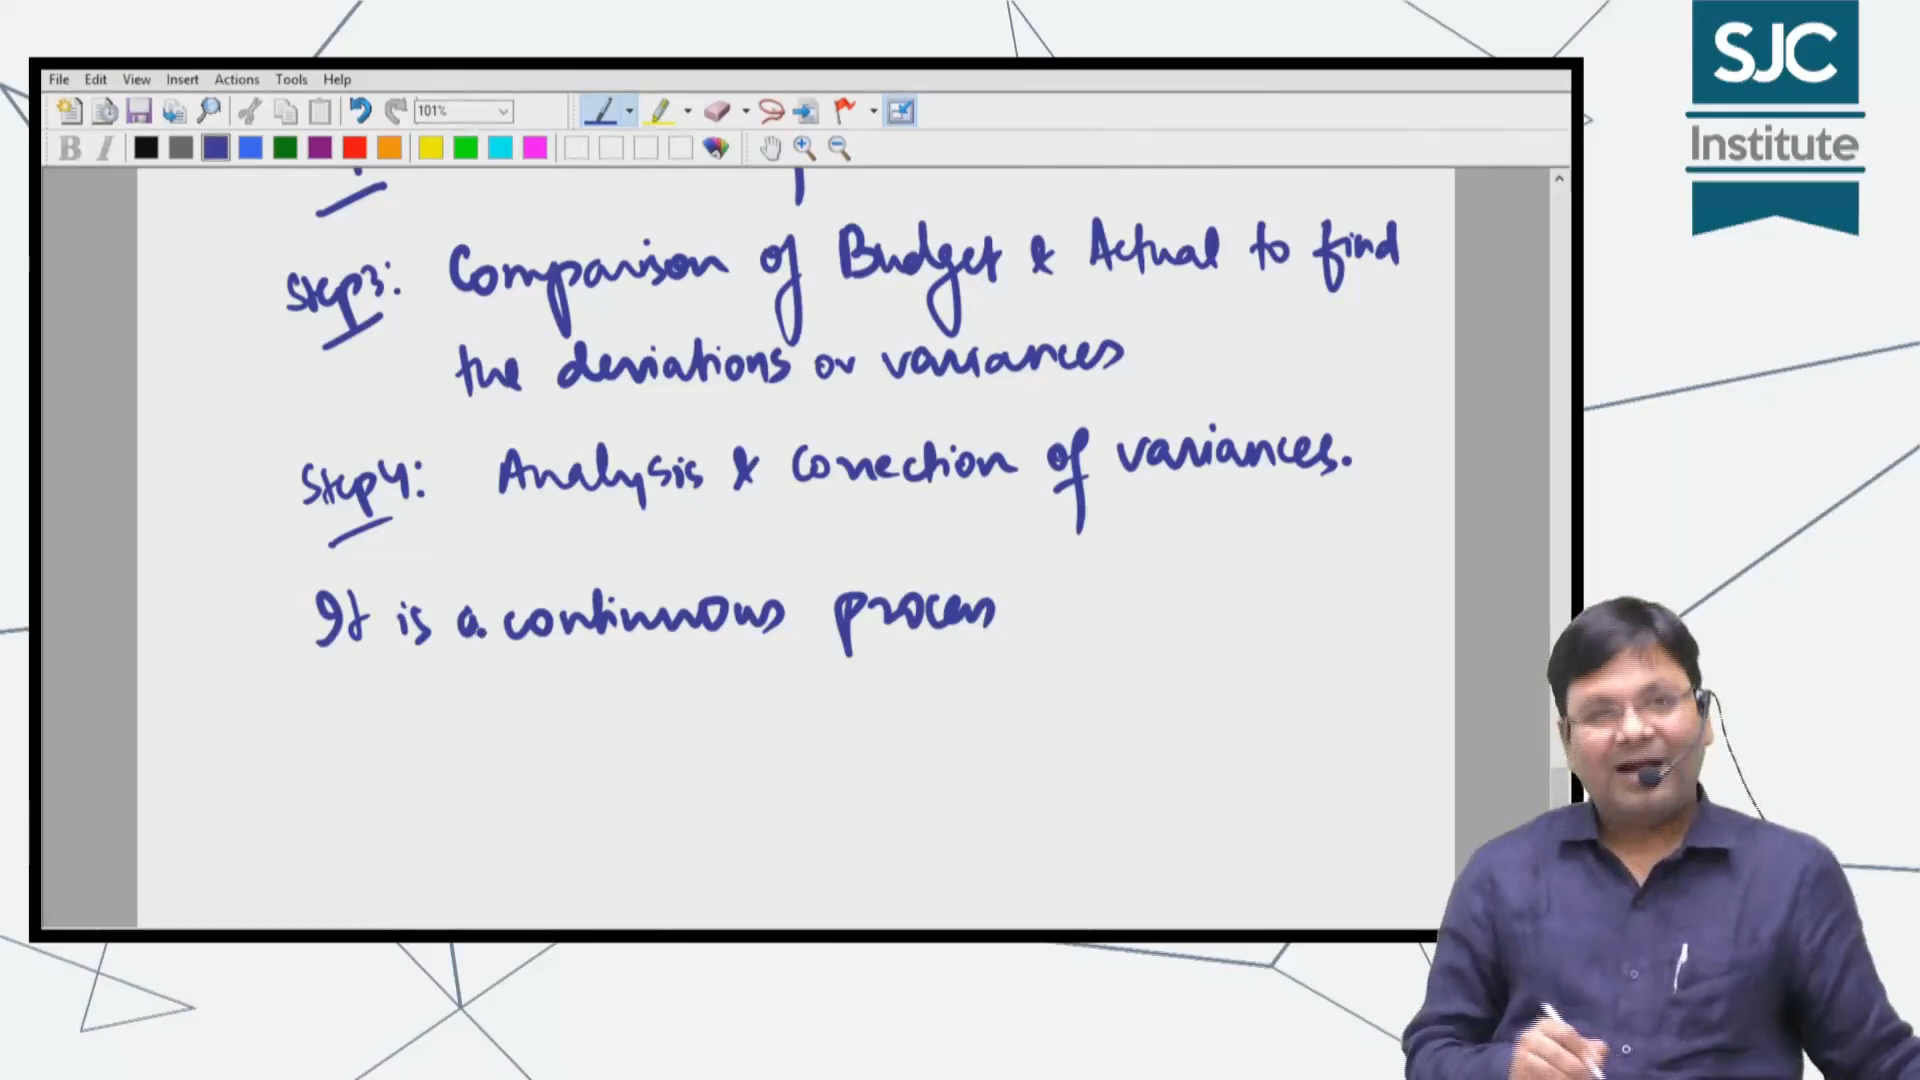 SJC
Institute
File Edit View Insert Actions Tools Help
101%
B I
Step3: Comparison of Budget & Actual to find
the deviations or variances
Step4: Analysis & Correction of variances.
It is a continuous process